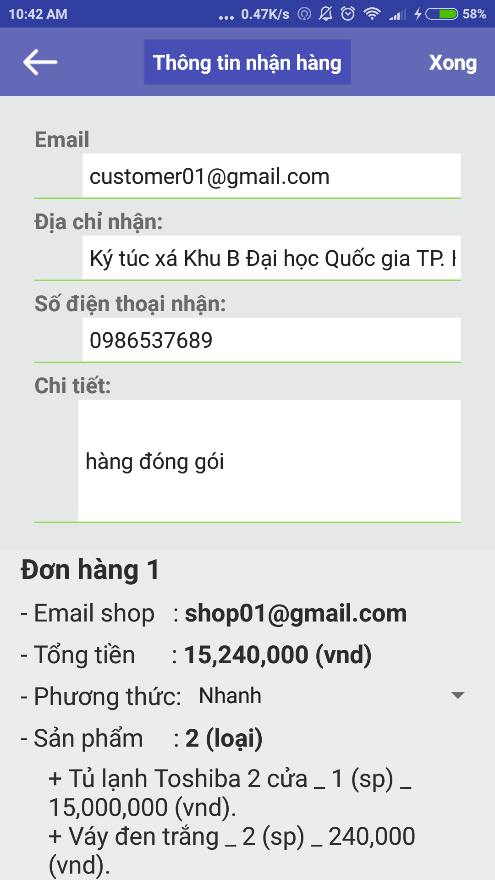 10:42 AM ... 0.47K/s 58%
Thông tin nhận hàng Xong
Email
customer01@gmail.com
Địa chỉ nhận:
Ký túc xá Khu B Đại học Quốc gia TP.
Số điện thoại nhận:
0986537689
Chi tiết:
hàng đóng gói
Đơn hàng 1
- Email shop : shop01@gmail.com
- Tổng tiền : 15,240,000 (vnd)
- Phương thức: Nhanh
- Sản phẩm : 2 (loại)
+ Tủ lạnh Toshiba 2 cửa _ 1 (sp) _
15,000,000 (vnd).
+ Váy đen trắng _ 2 (sp) _ 240,000
(vnd).